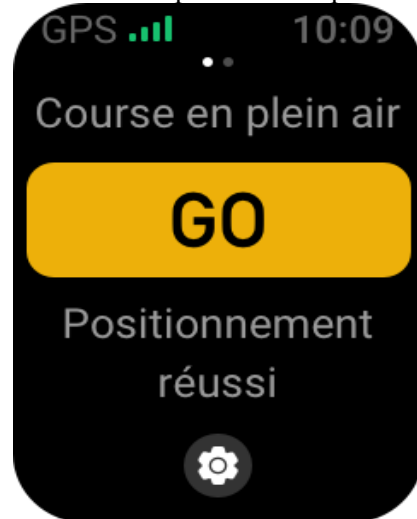 GPS 10:09
Course en plein air
GO
Positionnement
réussi